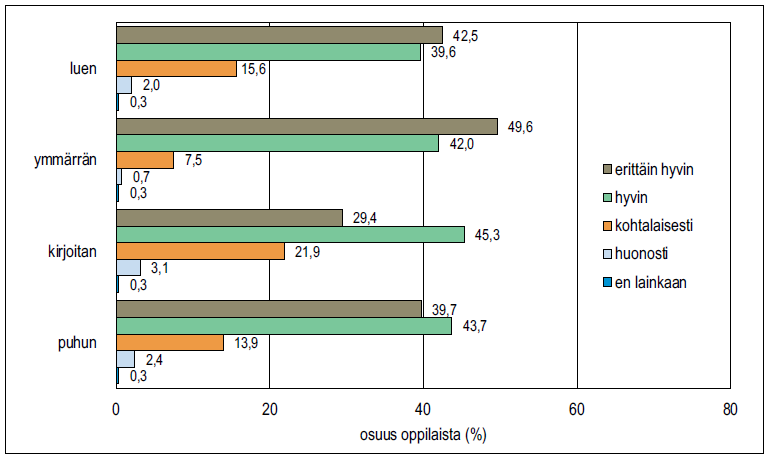 42,5
39,6
luen
15,6
2,0
0,3
49,6
42,0
ymmärrän
7,5
0,7
0,3
29,4
45,3
kirjoitan
21,9
3,1
0,3
39,7
43,7
puhun
13,9
2,4
0,3
erittäin hyvin
hyvin
kohtalaisesti
huonosti
en lainkaan
0 20 40 60 80
osuus oppilaista (%)